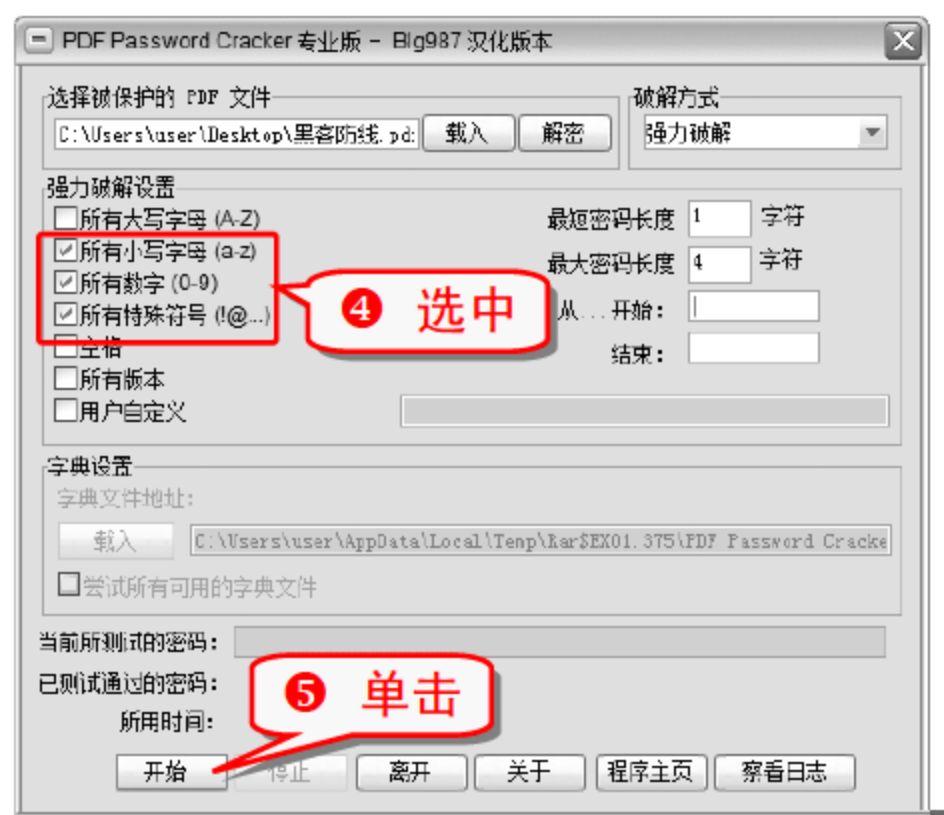 PDF Password Cracker 专业版 - Blg987 汉化版本
选择被保护的 PDF 文件
破解方式
C:\Users\user\Desktop\黑客防线.pd: 载入 解密 强力破解
强力破解设置
所有大写字母 (A-Z) 最短密码长度 1 字符
所有小写字母 (a-z) 最大密码长度 4 字符
所有数字 (0-9) ❹ 选中 从...开始:
所有特殊符号 (!@...)
空格 结束:
所有版本
用户自定义
字典设置
字典文件地址:
载入 C:\Users\user\AppData\Local\Temp\Rar$EX01.375\PDF Password Cracke
尝试所有可用的字典文件
当前所测试的密码:
已测试通过的密码: ❺ 单击
所用时间:
开始 停止 离开 关于 程序主页 察看日志